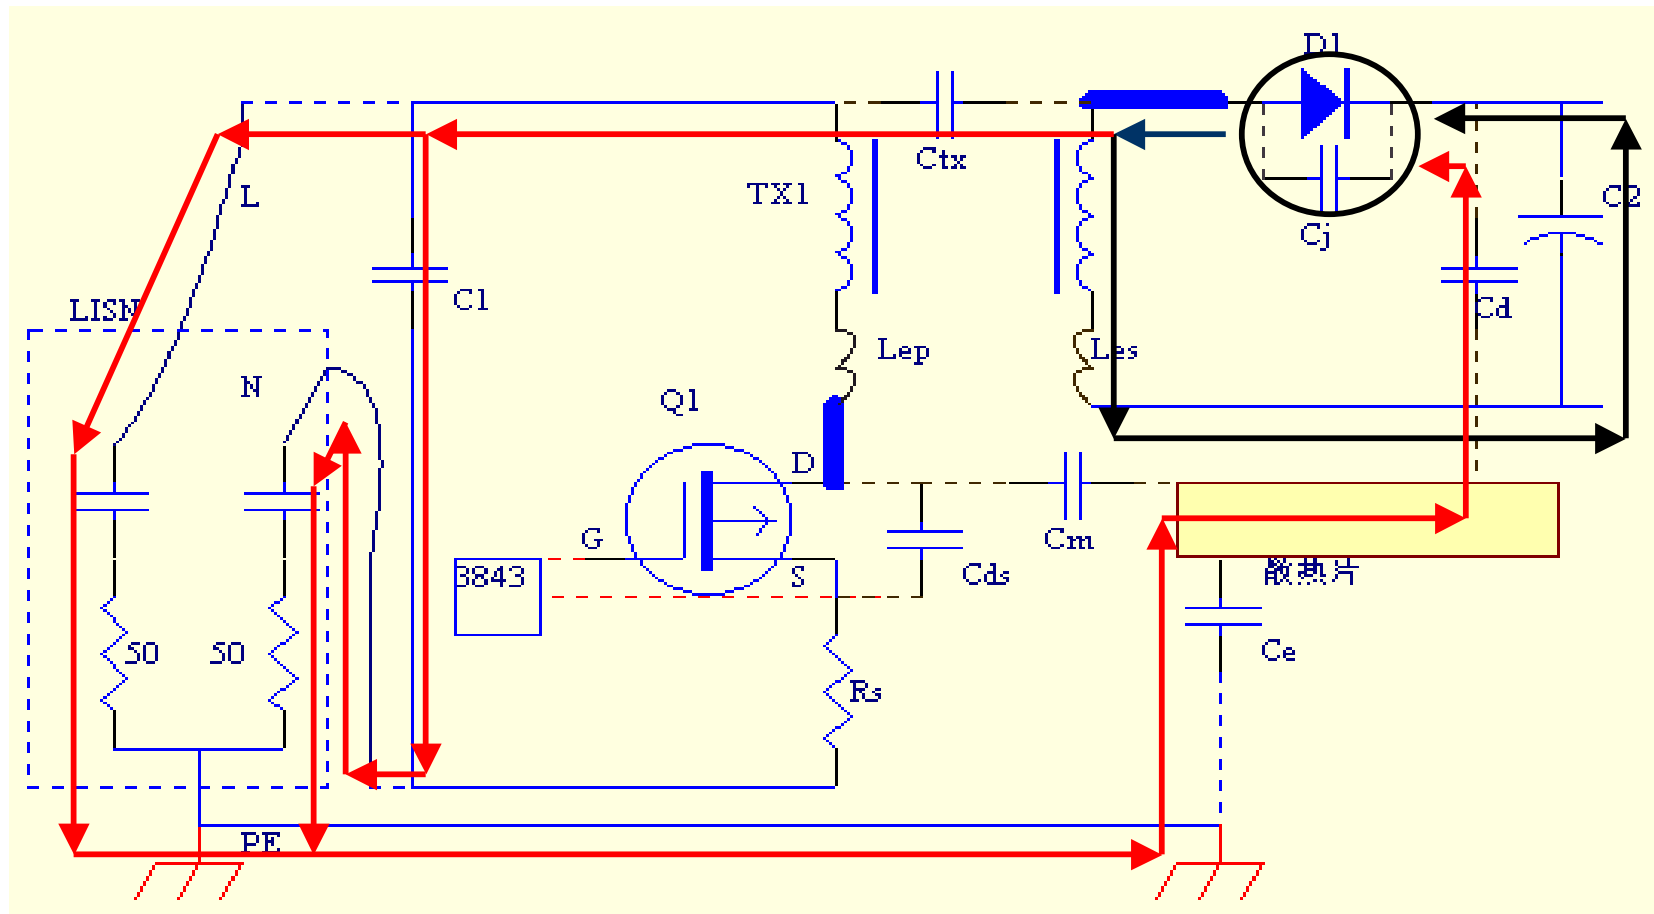 D1
Ctx
TX1
L
C2
Cj
C1
Cd
LISN
Lep
Les
N
Q1
D
G
Cm
S
3843
Cds
散热片
50
50
Ce
Rs
PE